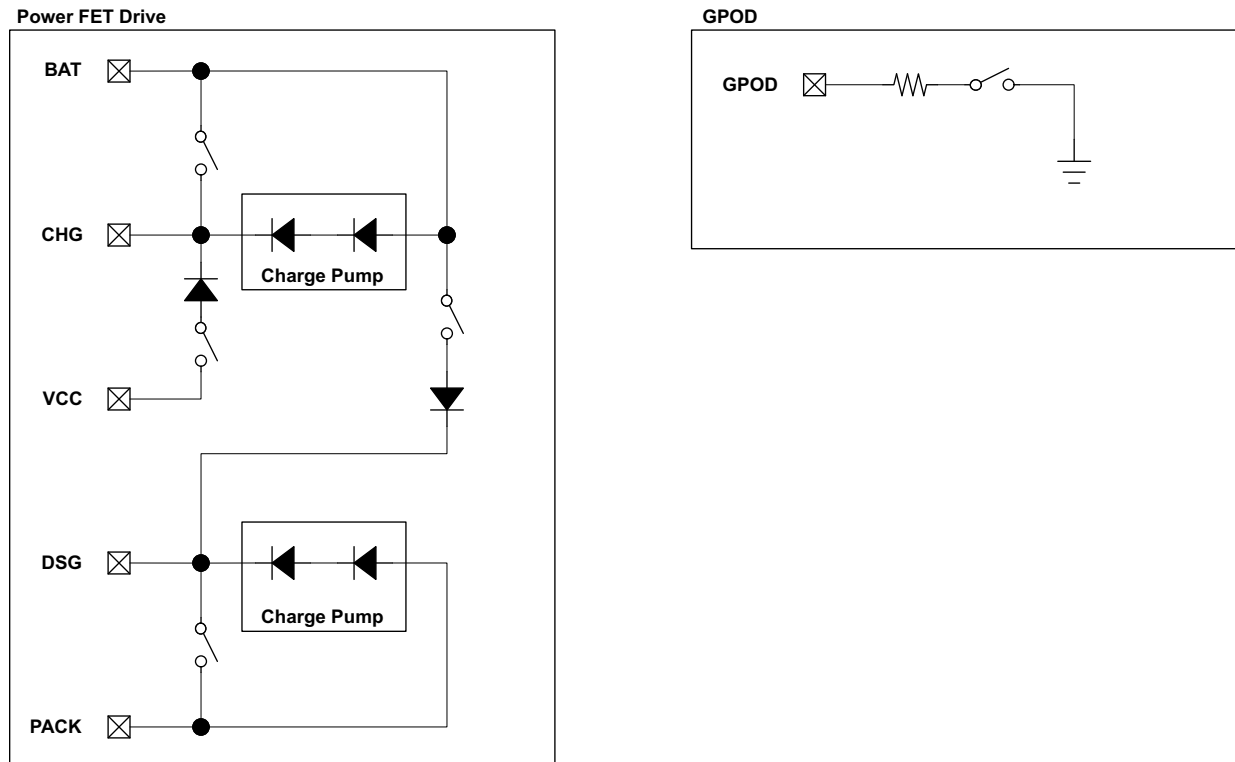 Power FET Drive
BAT
CHG
Charge Pump
VCC
DSG
Charge Pump
PACK
GPOD
GPOD